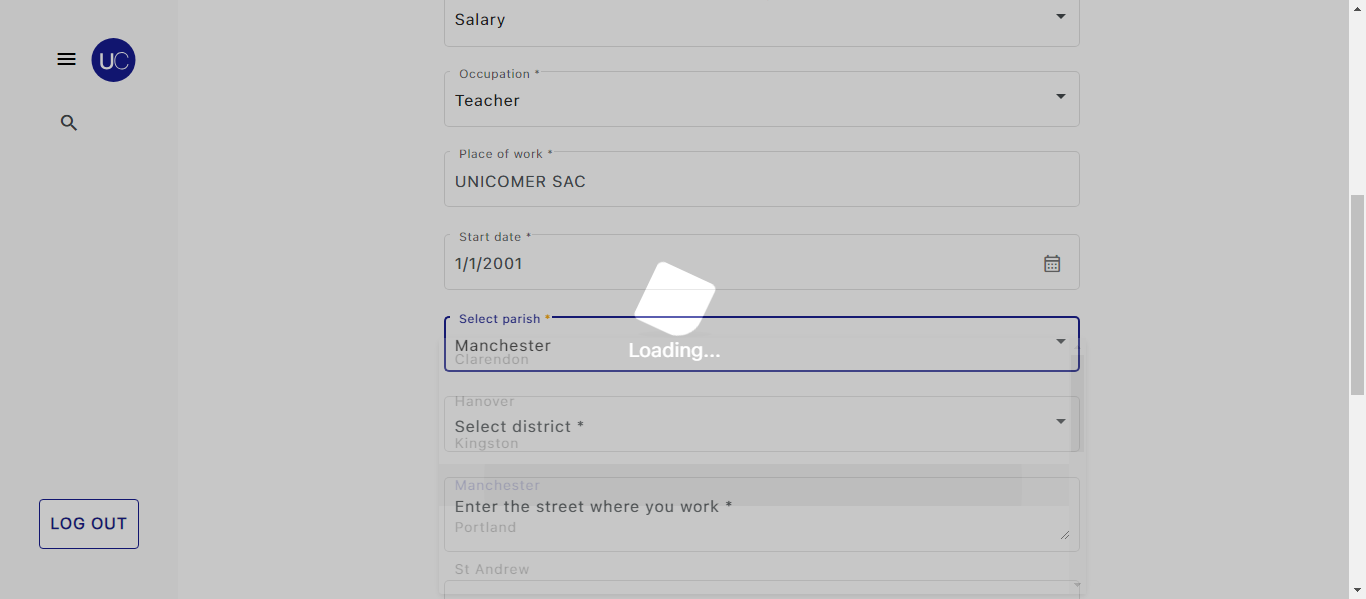 Salary
UC
Occupation *
Teacher
Place of work *
UNICOMER SAC
Start date *
1/1/2001
Select parish *
Manchester
Loading...
Clarendon
Hanover
Select district *
Kingston
Manchester
Enter the street where you work *
Portland
LOG OUT
St Andrew